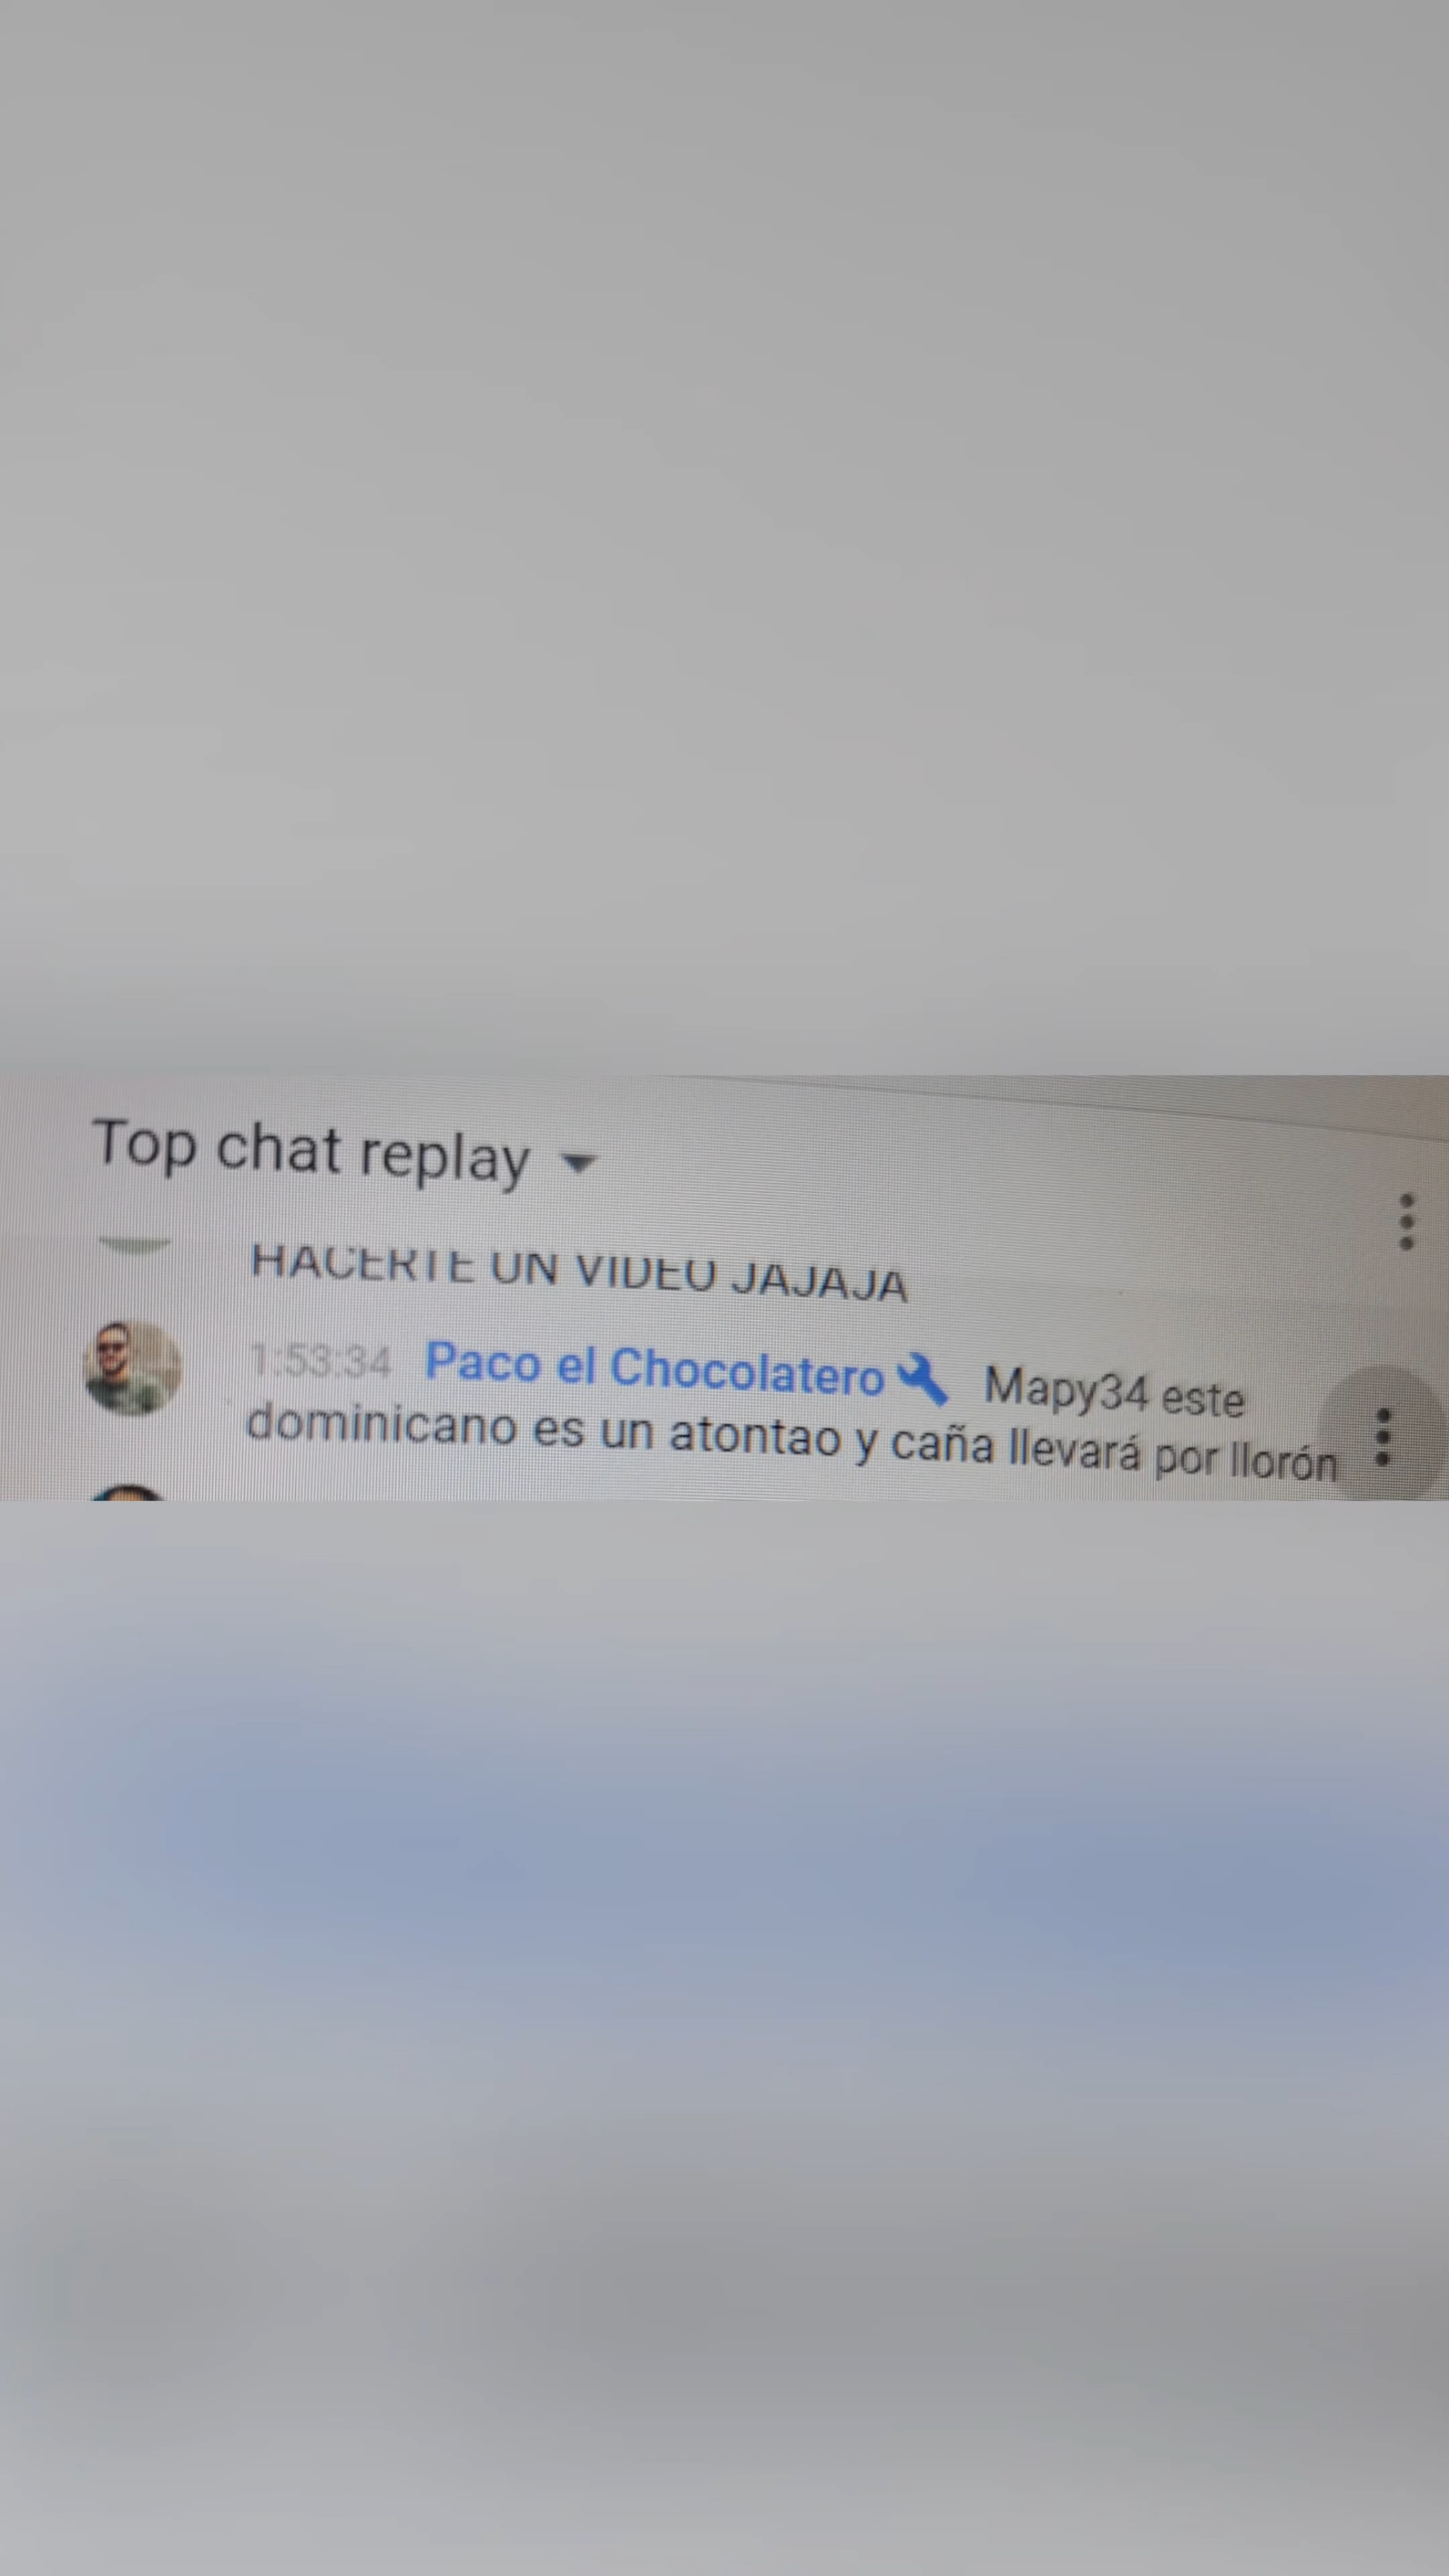 Top chat replay
HACERTE UN VIDEO JAJAJA
1:53:34 Paco el Chocolatero Mapy34 este
dominicano es un atontao y caña llevará por llorón